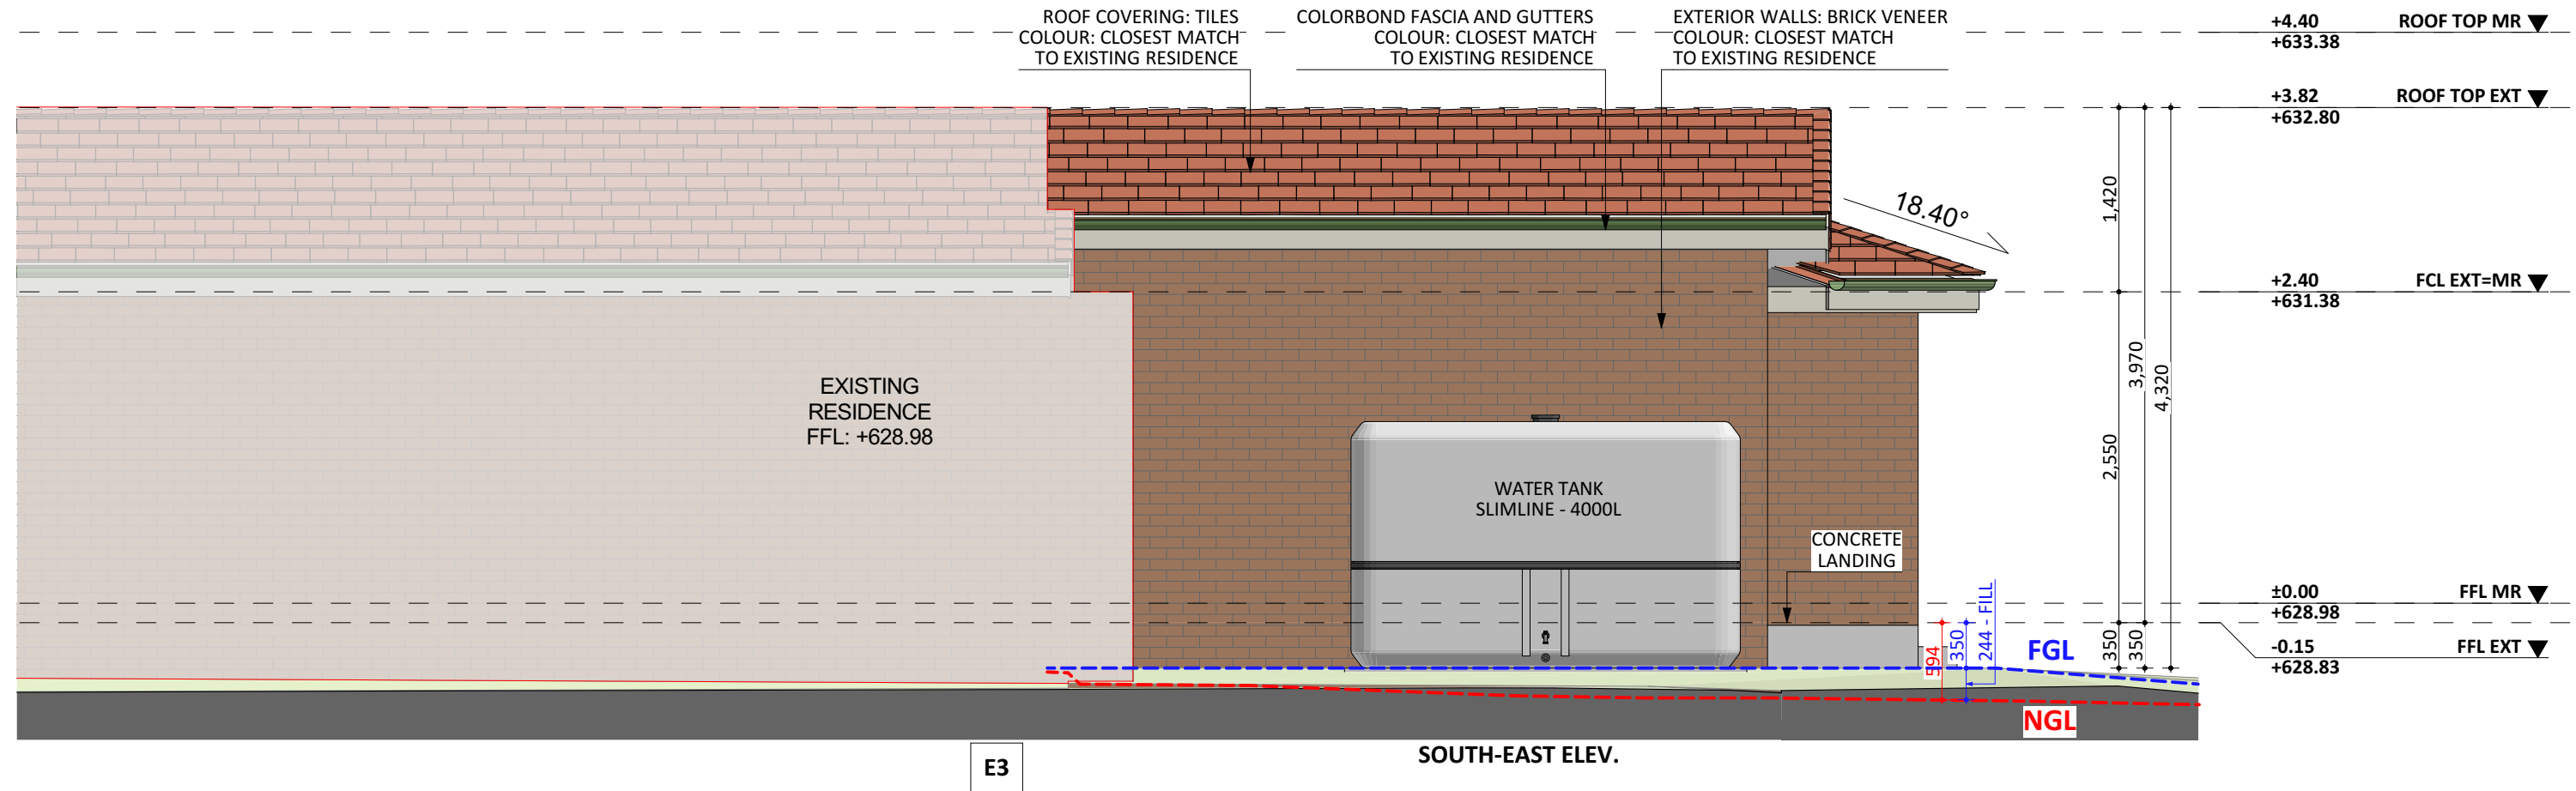 ROOF COVERING: TILES
COLOUR: CLOSEST MATCH
TO EXISTING RESIDENCE
COLORBOND FASCIA AND GUTTERS
COLOUR: CLOSEST MATCH
TO EXISTING RESIDENCE
EXTERIOR WALLS: BRICK VENEER
COLOUR: CLOSEST MATCH
TO EXISTING RESIDENCE
+4.40 ROOF TOP MR
+633.38
+3.82 ROOF TOP EXT
+632.80
18.40°
1,420
+2.40 FCL EXT=MR
+631.38
3,970
4,320
2,550
EXISTING
RESIDENCE
FFL: +628.98
WATER TANK
SLIMLINE - 4000L
CONCRETE
LANDING
±0.00 FFL MR
+628.98
-0.15 FFL EXT
+628.83
594
350
244 - FILL
350
350
FGL
NGL
SOUTH-EAST ELEV.
E3